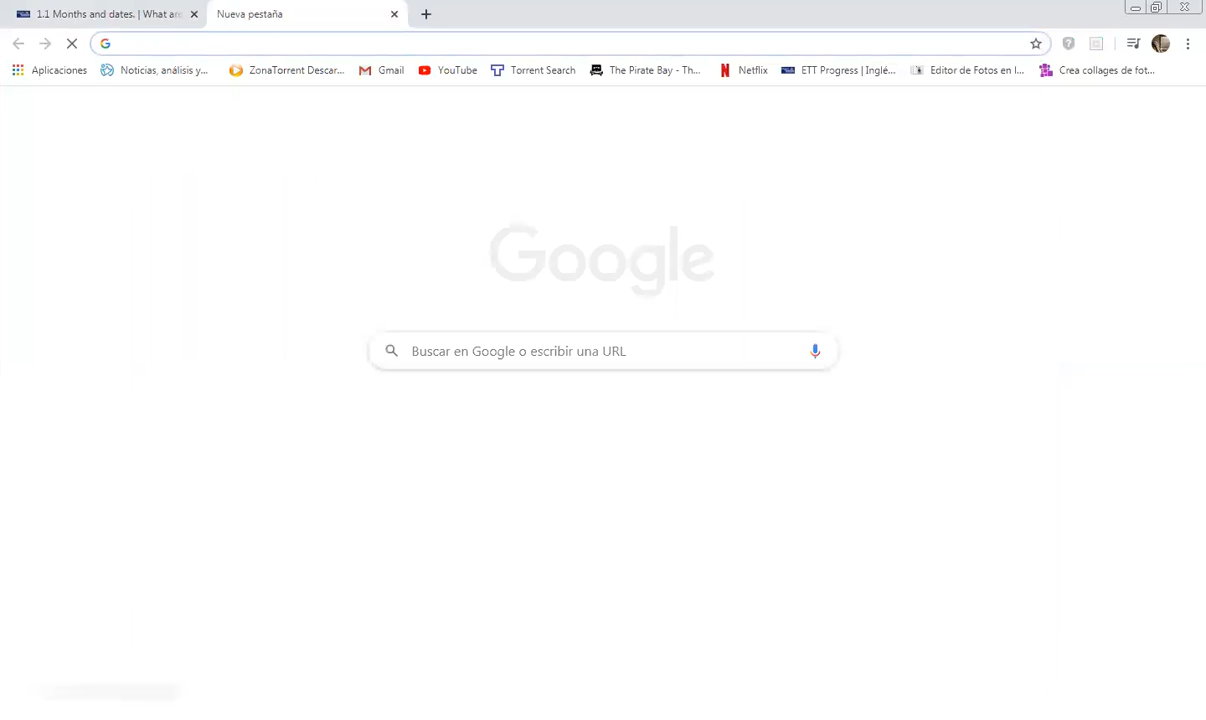 1.1 Months and dates. | What are
Nueva pestaña
Aplicaciones
Noticias, análisis y...
ZonaTorrent Descar...
Gmail
YouTube
Torrent Search
The Pirate Bay - Th...
Netflix
ETT Progress | Inglé...
Editor de Fotos en l...
Crea collages de fot...
Google
Buscar en Google o escribir una URL